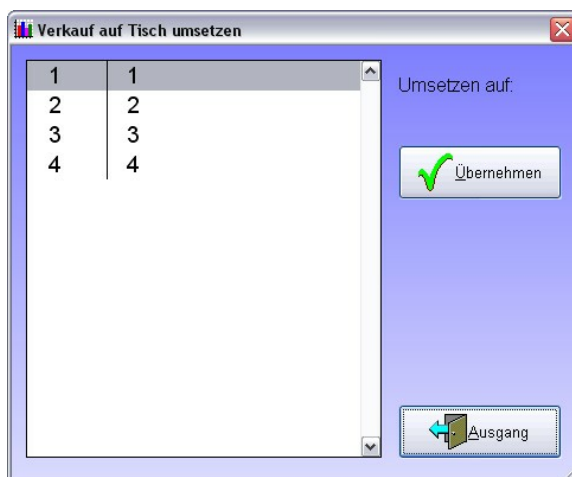 Verkauf auf Tisch umsetzen
1 1
2 2
3 3
4 4
Umsetzen auf:
Übernehmen
Ausgang